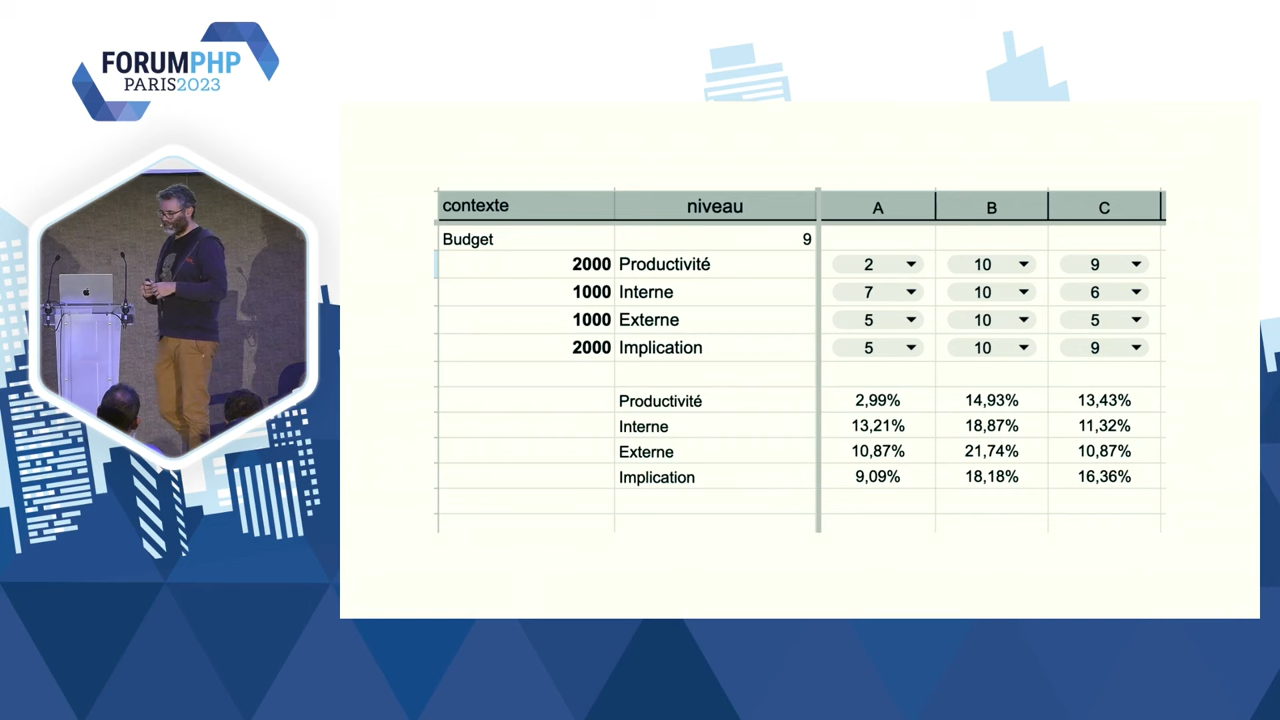 FORUMPHP
PARIS2023
contexte niveau A B C
Budget 9
2000 Productivité 2 10 9
1000 Interne 7 10 6
1000 Externe 5 10 5
2000 Implication 5 10 9
Productivité 2,99% 14,93% 13,43%
Interne 13,21% 18,87% 11,32%
Externe 10,87% 21,74% 10,87%
Implication 9,09% 18,18% 16,36%